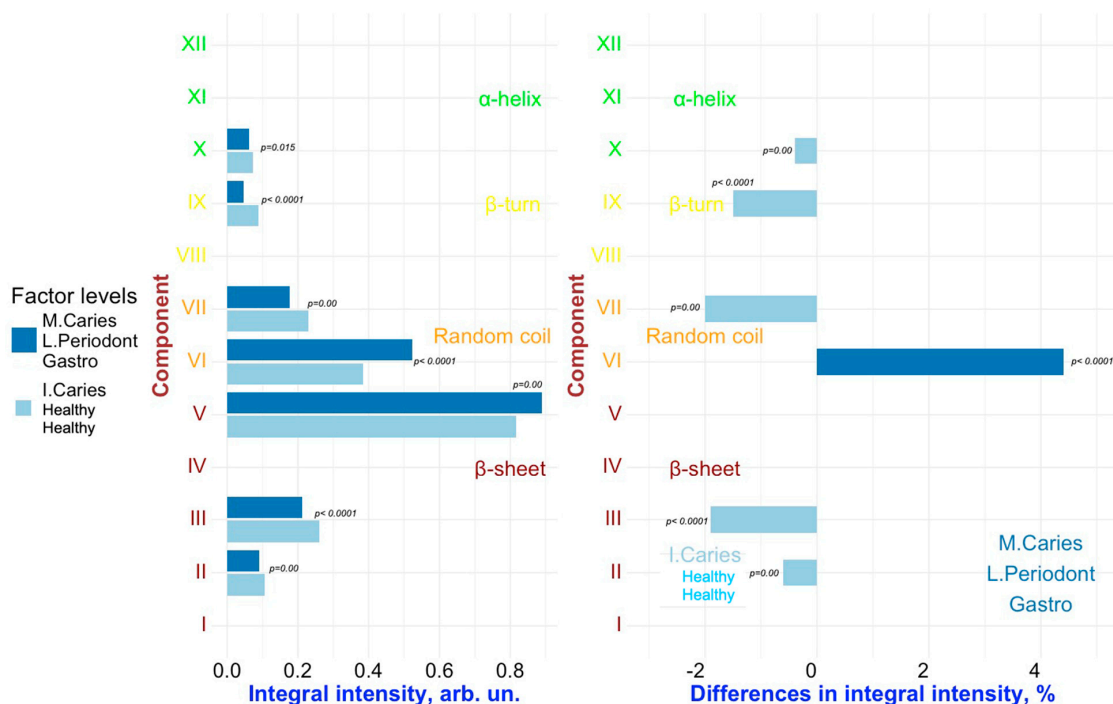 Factor levels
M.Caries
L.Periodont
Gastro
I.Caries
Healthy
Healthy
Component
XII
XI
α-helix
X
p=0.015
IX
p< 0.0001
β-turn
VIII
VII
p=0.00
Random coil
VI
p< 0.0001
p=0.00
V
IV
β-sheet
III
p< 0.0001
II
p=0.00
I
0.0 0.2 0.4 0.6 0.8
Integral intensity, arb. un.
Component
XII
XI
α-helix
X
p=0.00
p< 0.0001
IX
β-turn
VIII
VII
p=0.00
Random coil
VI
p< 0.0001
V
IV
β-sheet
III
p< 0.0001
I.Caries
Healthy
Healthy
II
p=0.00
M.Caries
L.Periodont
Gastro
I
-2 0 2 4
Differences in integral intensity, %